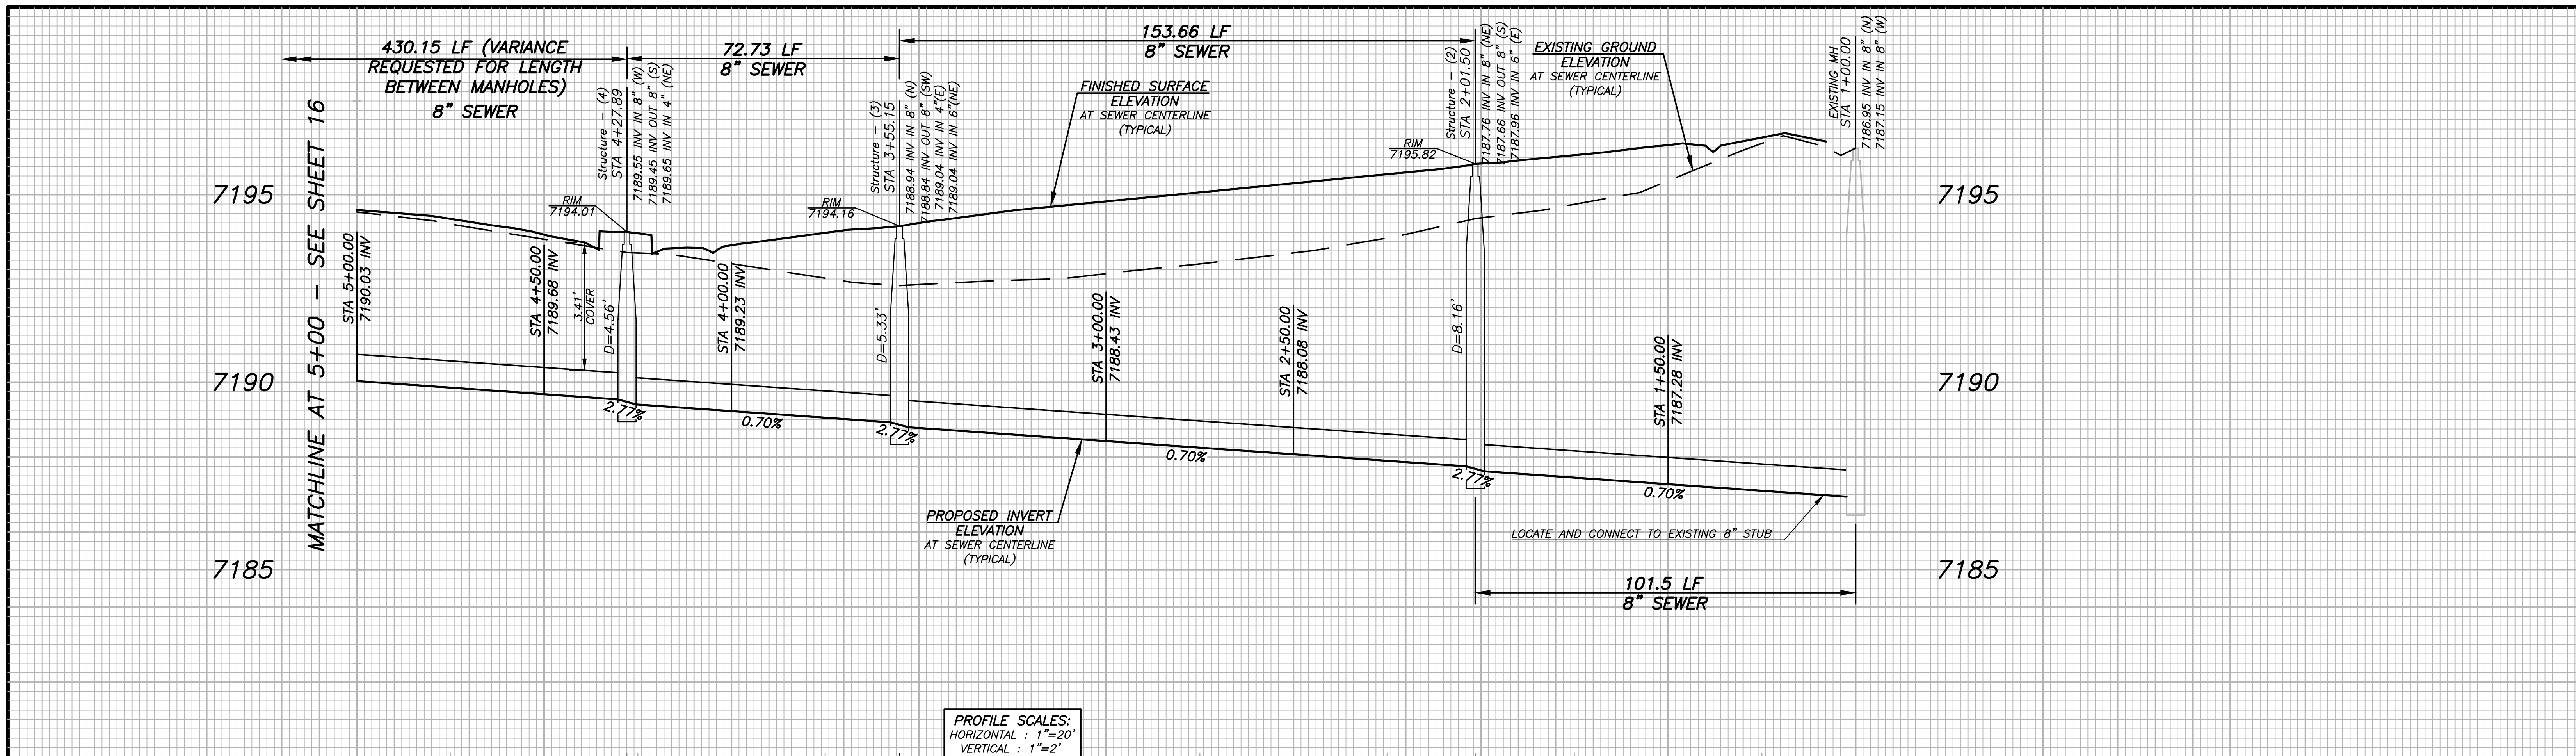 430.15 LF (VARIANCE
REQUESTED FOR LENGTH
BETWEEN MANHOLES)
8" SEWER
72.73 LF
8" SEWER
153.66 LF
8" SEWER
MATCHLINE AT 5+00 - SEE SHEET 16
7195
7190
7185
STA 5+00.00
7190.03 INV
STA 4+50.00
7189.68 INV
RIM
7194.01
Structure - (4)
STA 4+27.89
7189.55 INV IN 8" (W)
7189.45 INV OUT 8" (S)
7189.65 INV IN 4" (NE)
3.41'
COVER
D=4.56'
2.77%
STA 4+00.00
7189.23 INV
0.70%
RIM
7194.16
Structure - (3)
STA 3+55.15
7188.94 INV IN 8" (N)
7188.84 INV OUT 8" (SW)
7189.04 INV IN 4"(E)
7189.04 INV IN 6"(NE)
D=5.33'
2.77%
FINISHED SURFACE
ELEVATION
AT SEWER CENTERLINE
(TYPICAL)
STA 3+00.00
7188.43 INV
0.70%
STA 2+50.00
7188.08 INV
PROPOSED INVERT
ELEVATION
AT SEWER CENTERLINE
(TYPICAL)
RIM
7195.82
Structure - (2)
STA 2+01.50
7187.76 INV IN 8" (NE)
7187.66 INV OUT 8" (S)
7187.96 INV IN 6" (E)
D=8.16'
2.77%
EXISTING GROUND
ELEVATION
AT SEWER CENTERLINE
(TYPICAL)
STA 1+50.00
7187.28 INV
0.70%
EXISTING MH
STA 1+00.00
7186.95 INV IN 8" (N)
7187.15 INV IN 8" (W)
LOCATE AND CONNECT TO EXISTING 8" STUB
101.5 LF
8" SEWER
7195
7190
7185
PROFILE SCALES:
HORIZONTAL : 1"=20'
VERTICAL : 1"=2'